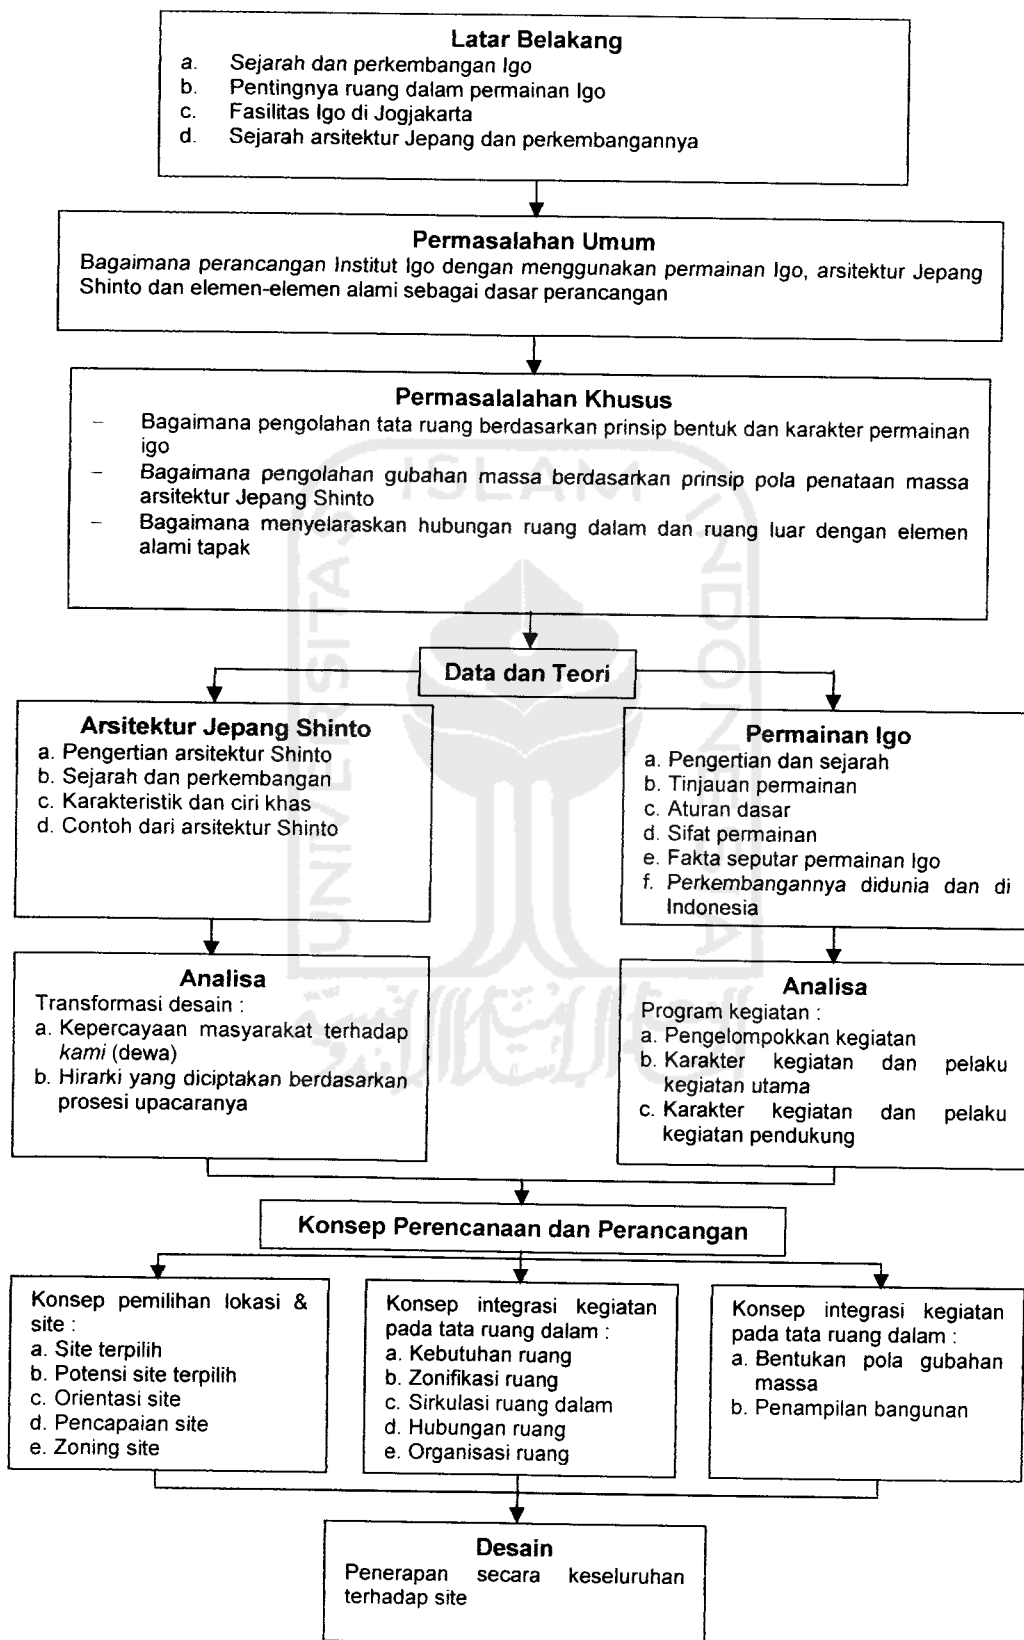 Latar Belakang
a. Sejarah dan perkembangan Igo
b. Pentingnya ruang dalam permainan Igo
c. Fasilitas Igo di Jogjakarta
d. Sejarah arsitektur Jepang dan perkembangannya
Permasalahan Umum
Bagaimana perancangan Institut Igo dengan menggunakan permainan Igo, arsitektur Jepang
Shinto dan elemen-elemen alami sebagai dasar perancangan
Permasalalahan Khusus
– Bagaimana pengolahan tata ruang berdasarkan prinsip bentuk dan karakter permainan
igo
– Bagaimana pengolahan gubahan massa berdasarkan prinsip pola penataan massa
arsitektur Jepang Shinto
– Bagaimana menyelaraskan hubungan ruang dalam dan ruang luar dengan elemen
alami tapak
Data dan Teori
Arsitektur Jepang Shinto
a. Pengertian arsitektur Shinto
b. Sejarah dan perkembangan
c. Karakteristik dan ciri khas
d. Contoh dari arsitektur Shinto
Permainan Igo
a. Pengertian dan sejarah
b. Tinjauan permainan
c. Aturan dasar
d. Sifat permainan
e. Fakta seputar permainan Igo
f. Perkembangannya didunia dan di
Indonesia
Analisa
Transformasi desain :
a. Kepercayaan masyarakat terhadap
kami (dewa)
b. Hirarki yang diciptakan berdasarkan
prosesi upacaranya
Analisa
Program kegiatan :
a. Pengelompokkan kegiatan
b. Karakter kegiatan dan pelaku
kegiatan utama
c. Karakter kegiatan dan pelaku
kegiatan pendukung
Konsep Perencanaan dan Perancangan
Konsep pemilihan lokasi &
site :
a. Site terpilih
b. Potensi site terpilih
c. Orientasi site
d. Pencapaian site
e. Zoning site
Konsep integrasi kegiatan
pada tata ruang dalam :
a. Kebutuhan ruang
b. Zonifikasi ruang
c. Sirkulasi ruang dalam
d. Hubungan ruang
e. Organisasi ruang
Konsep integrasi kegiatan
pada tata ruang dalam :
a. Bentukan pola gubahan
massa
b. Penampilan bangunan
Desain
Penerapan secara keseluruhan
terhadap site
UNIVERSITAS
ISLAM
INDONESIA